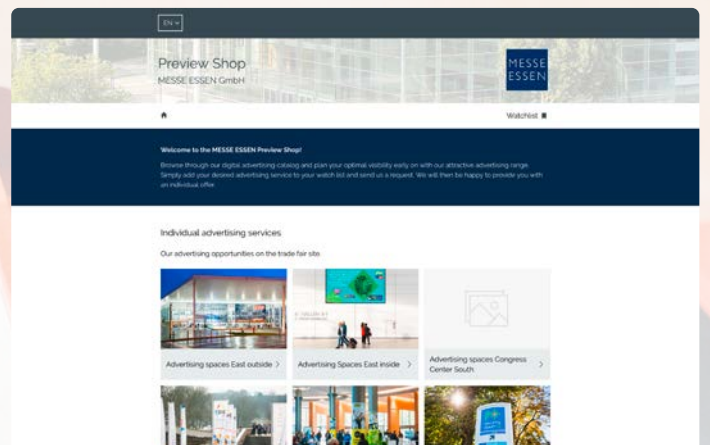 EN
Preview Shop
MESSE ESSEN GmbH
MESSE
ESSEN
Watchlist
Welcome to the MESSE ESSEN Preview Shop!
Browse through our digital advertising catalog and plan your optimal visibility early on with our attractive advertising range.
Simply add your desired advertising service to your watch list and send us a request. We will then be happy to provide you with
an individual offer.
Individual advertising services
Our advertising opportunities on the trade fair site.
Advertising spaces East outside
Advertising Spaces East inside
Advertising spaces Congress
Center South